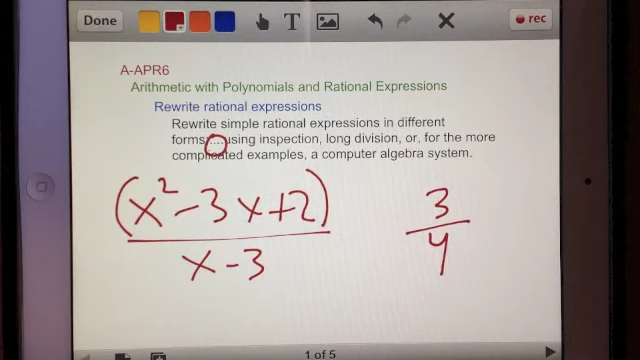 Done T rec
A-APR6
Arithmetic with Polynomials and Rational Expressions
Rewrite rational expressions
Rewrite simple rational expressions in different
forms;....using inspection, long division, or, for the more
complicated examples, a computer algebra system.
(x² - 3x + 2) 3
x - 3 4
1 of 5